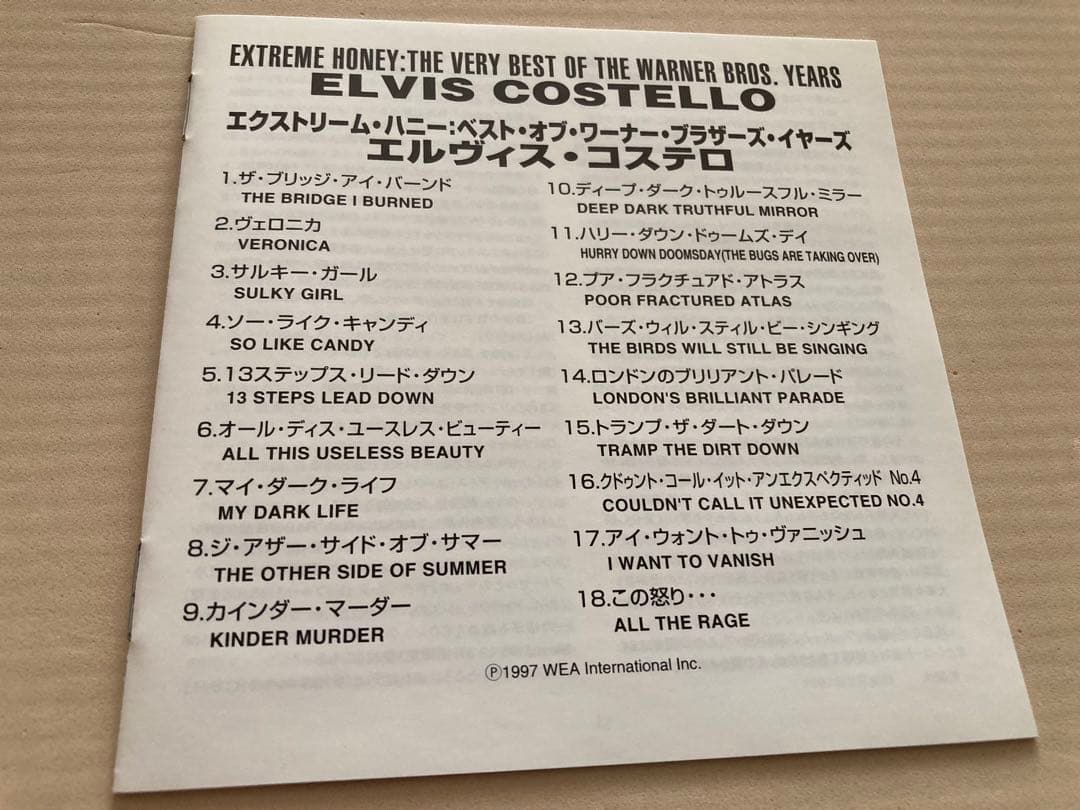 EXTREME HONEY:THE VERY BEST OF THE WARNER BROS. YEARS
ELVIS COSTELLO
エクストリーム・ハニー:ベスト・オブ・ワーナー・ブラザーズ・イヤーズ
エルヴィス・コステロ
1.ザ・ブリッジ・アイ・バーンド
THE BRIDGE I BURNED
2.ヴェロニカ
VERONICA
3.サルキー・ガール
SULKY GIRL
4.ソー・ライク・キャンディ
SO LIKE CANDY
5.13ステップス・リード・ダウン
13 STEPS LEAD DOWN
6.オール・ディス・ユースレス・ビューティー
ALL THIS USELESS BEAUTY
7.マイ・ダーク・ライフ
MY DARK LIFE
8.ジ・アザー・サイド・オブ・サマー
THE OTHER SIDE OF SUMMER
9.カインダー・マーダー
KINDER MURDER
10.ディープ・ダーク・トゥルースフル・ミラー
DEEP DARK TRUTHFUL MIRROR
11.ハリー・ダウン・ドゥームズ・デイ
HURRY DOWN DOOMSDAY(THE BUGS ARE TAKING OVER)
12.プア・フラクチュアド・アトラス
POOR FRACTURED ATLAS
13.バーズ・ウィル・スティル・ビー・シンギング
THE BIRDS WILL STILL BE SINGING
14.ロンドンのブリリアント・パレード
LONDON'S BRILLIANT PARADE
15.トランプ・ザ・ダート・ダウン
TRAMP THE DIRT DOWN
16.クドゥント・コール・イット・アンエクスペクティッド No.4
COULDN'T CALL IT UNEXPECTED NO.4
17.アイ・ウォント・トゥ・ヴァニッシュ
I WANT TO VANISH
18.この怒り・・・
ALL THE RAGE
Ⓟ1997 WEA International Inc.